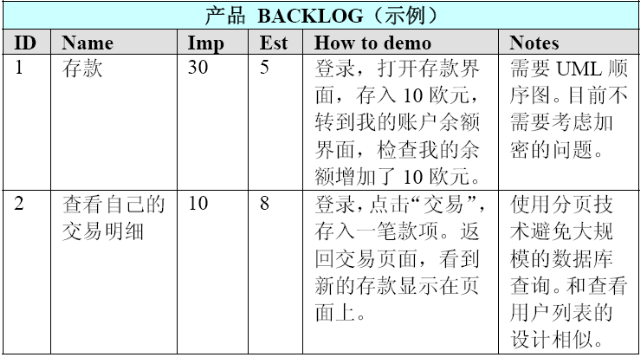 产品 BACKLOG（示例）
ID Name Imp Est How to demo Notes
1 存款 30 5 登录，打开存款界 需要 UML 顺
面，存入 10 欧元， 序图。目前不
转到我的账户余额 需要考虑加
界面，检查我的余 密的问题。
额增加了 10 欧元。
2 查看自己的 10 8 登录，点击“交易”， 使用分页技
交易明细 存入一笔款项。返 术避免大规
回交易页面，看到 模的数据库
新的存款显示在页 查询。和查看
面上。 用户列表的
设计相似。